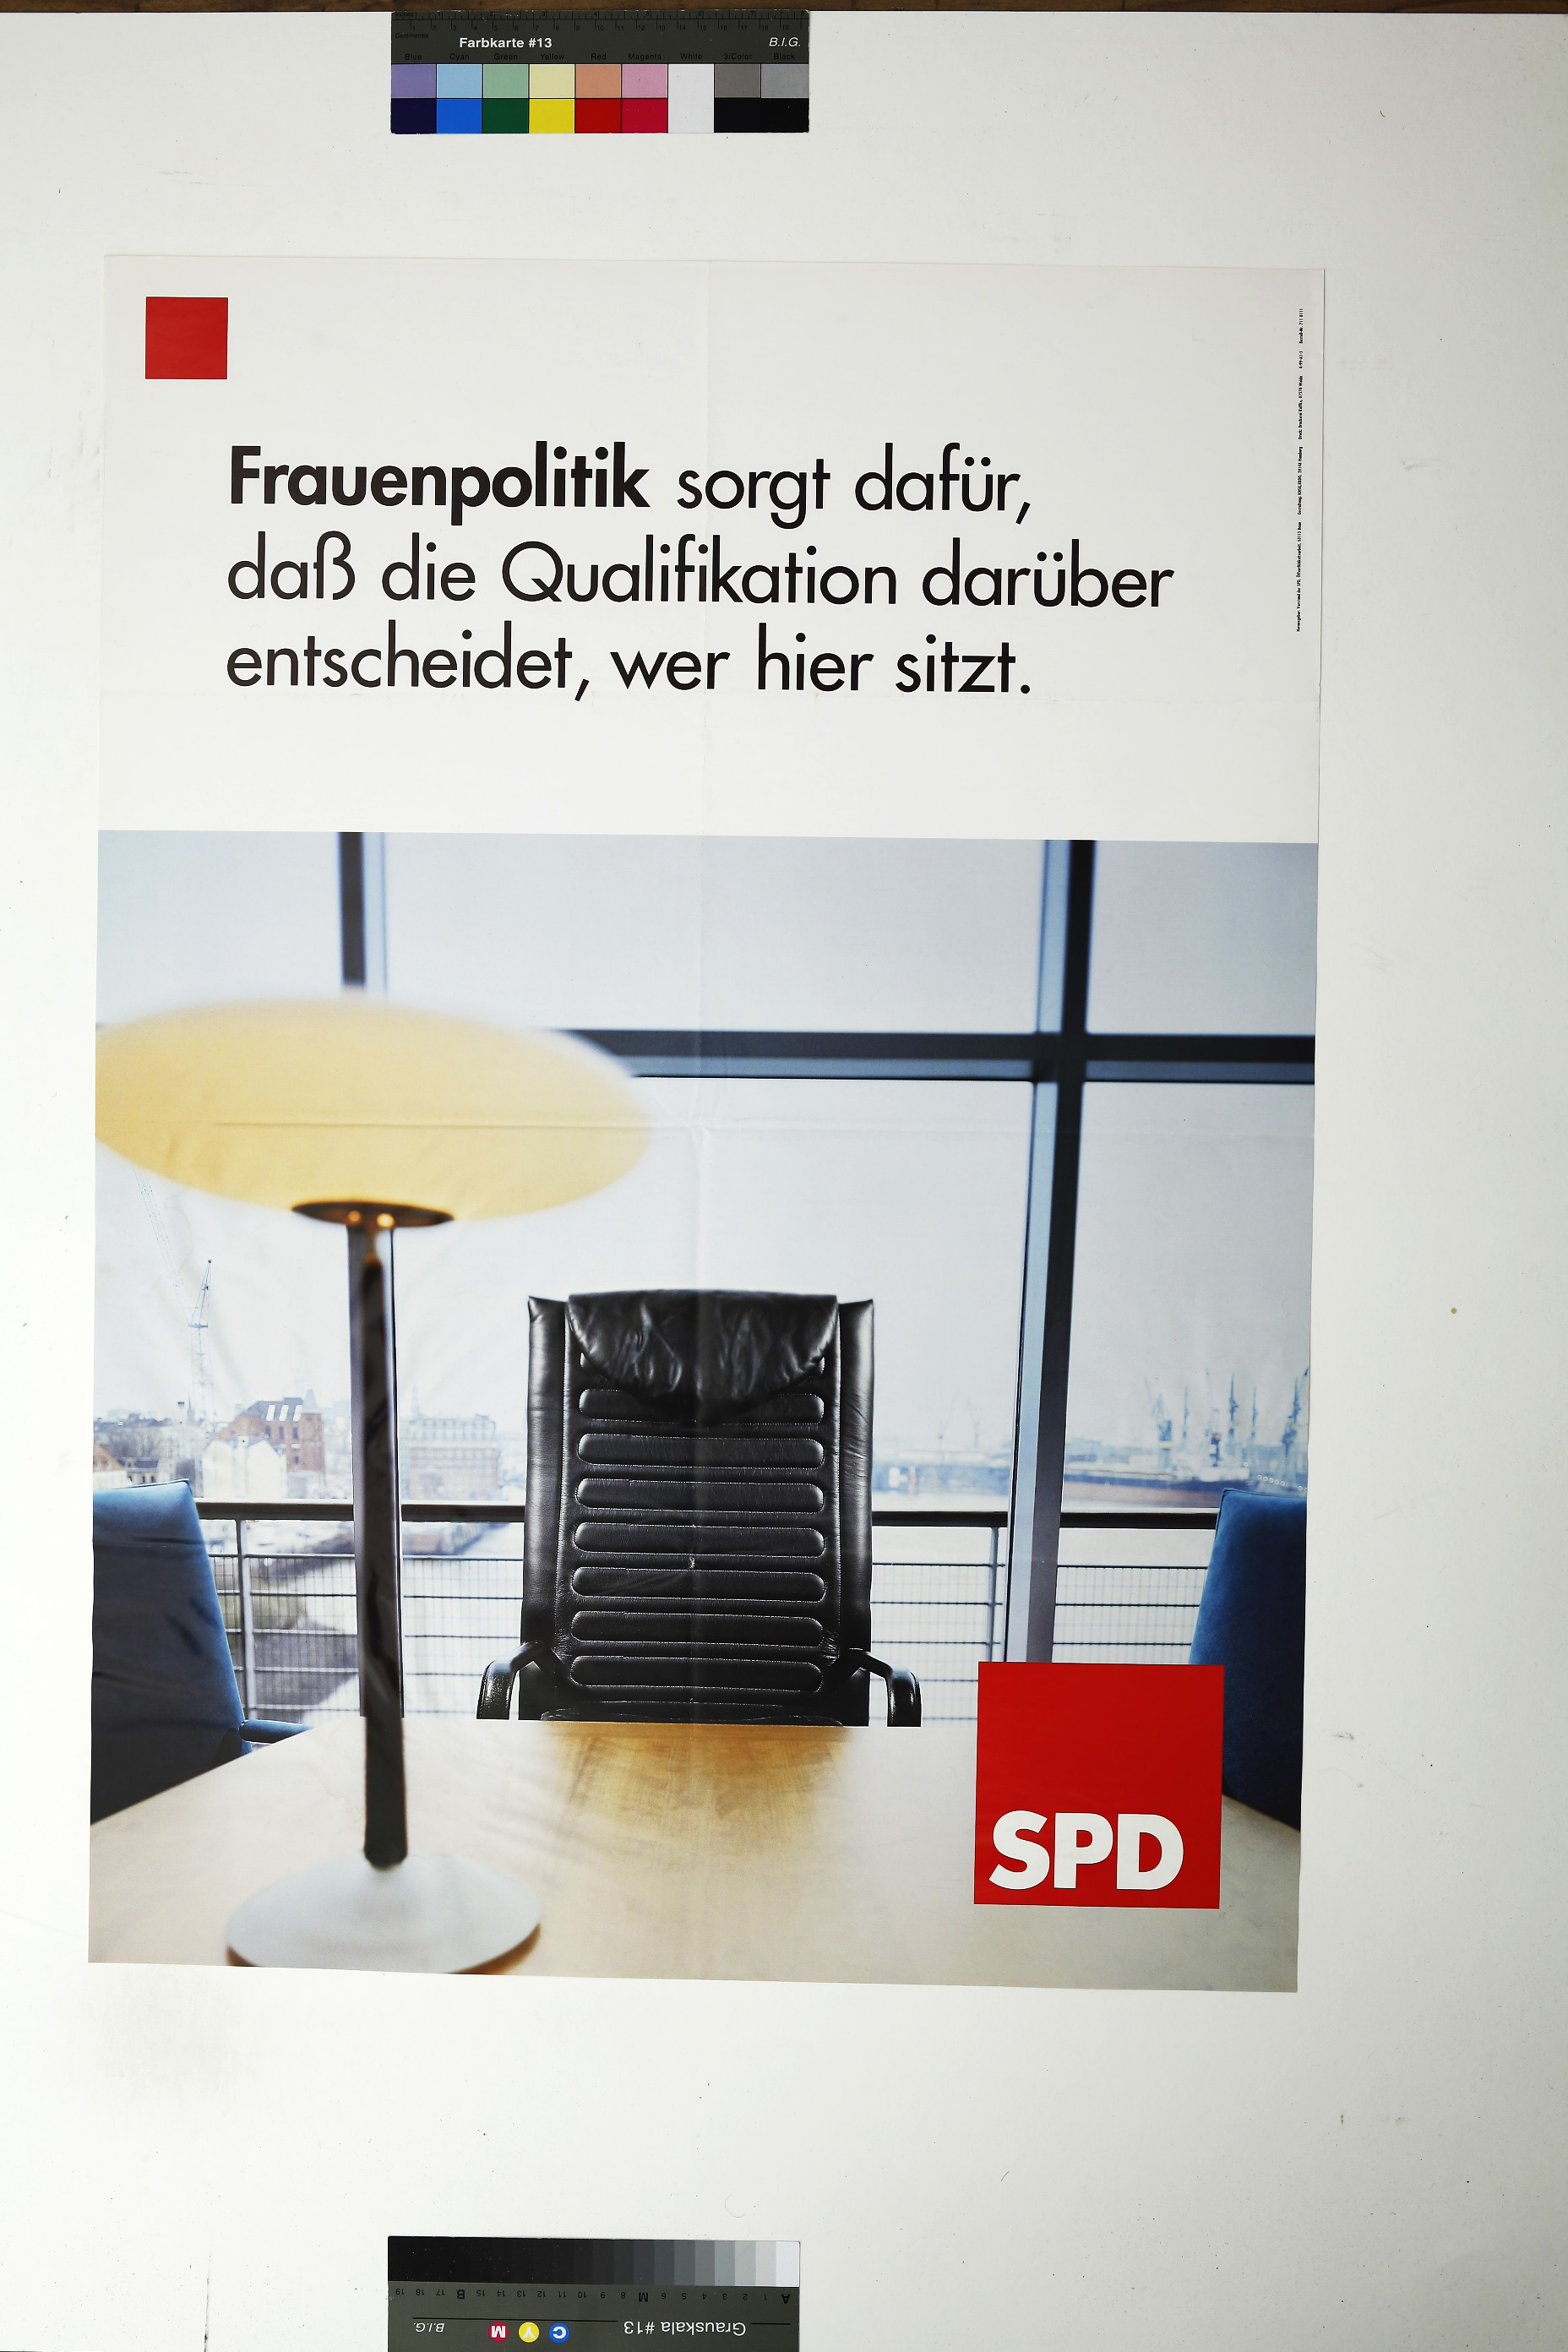 Farbkarte #13
B.I.G.
Centimetres
Blue Cyan Green Yellow Red Magenta White 3/Color Black
Frauenpolitik sorgt dafür,
daß die Qualifikation darüber
entscheidet, wer hier sitzt.
SPD
A 1 2 3 4 5 6 M 8 9 10 11 12 13 14 15 B 17 18 19
Grauskala #13
C Y M
B.I.G.